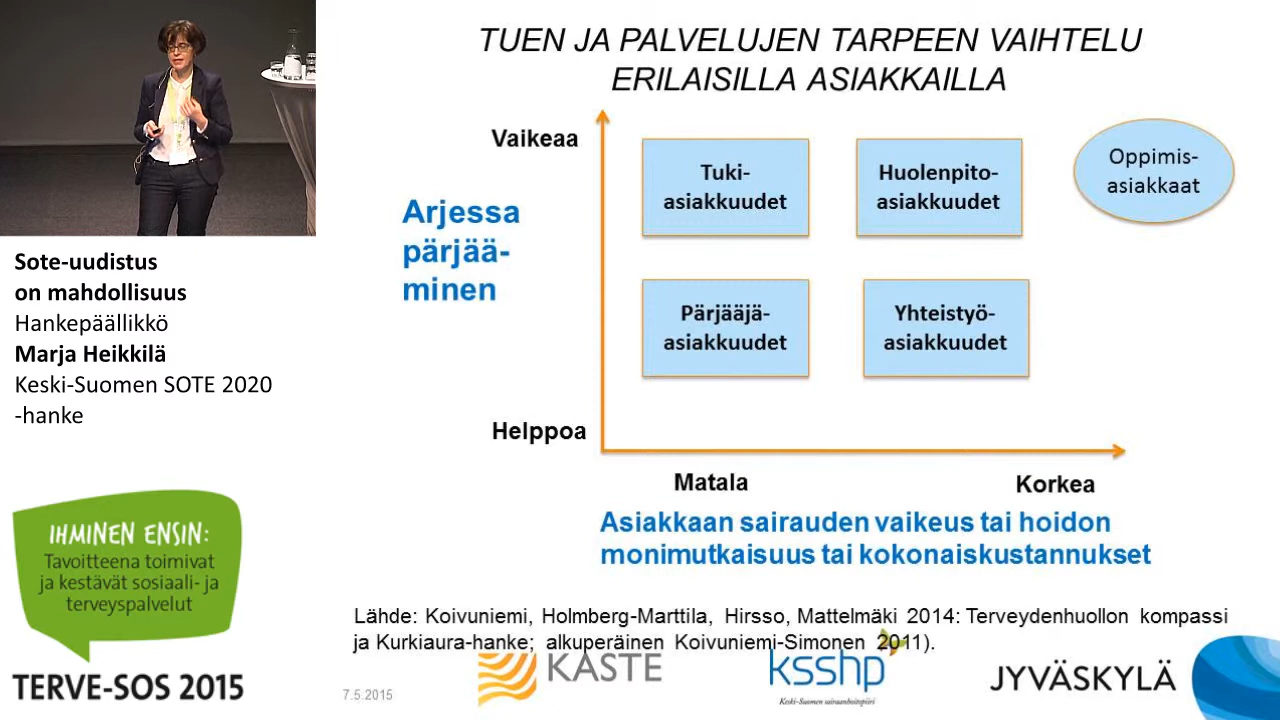 TUEN JA PALVELUJEN TARPEEN VAIHTELU
ERILAISILLA ASIAKKAILLA
Vaikeaa
Arjessa
pärjää-
minen
Helppoa
Tuki-
asiakkuudet
Huolenpito-
asiakkuudet
Oppimis-
asiakkaat
Pärjääjä-
asiakkuudet
Yhteistyö-
asiakkuudet
Matala
Korkea
Asiakkaan sairauden vaikeus tai hoidon
monimutkaisuus tai kokonaiskustannukset
Lähde: Koivuniemi, Holmberg-Marttila, Hirsso, Mattelmäki 2014: Terveydenhuollon kompassi
ja Kurkiaura-hanke; alkuperäinen Koivuniemi-Simonen 2011).
Sote-uudistus
on mahdollisuus
Hankepäällikkö
Marja Heikkilä
Keski-Suomen SOTE 2020
-hanke
IHMINEN ENSIN:
Tavoitteena toimivat
ja kestävät sosiaali- ja
terveyspalvelut
TERVE-SOS 2015
7.5.2015
KASTE
ksshp
Keski-Suomen sairaanhoitopiiri
JYVÄSKYLÄ